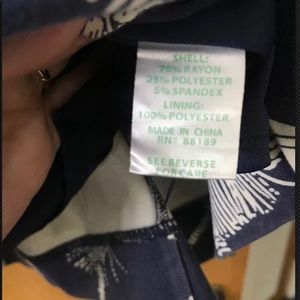 SHELL:
70% RAYON
25% POLYESTER
5% SPANDEX
LINING:
100% POLYESTER
MADE IN CHINA
RN# 88189
SEE REVERSE
FOR CARE